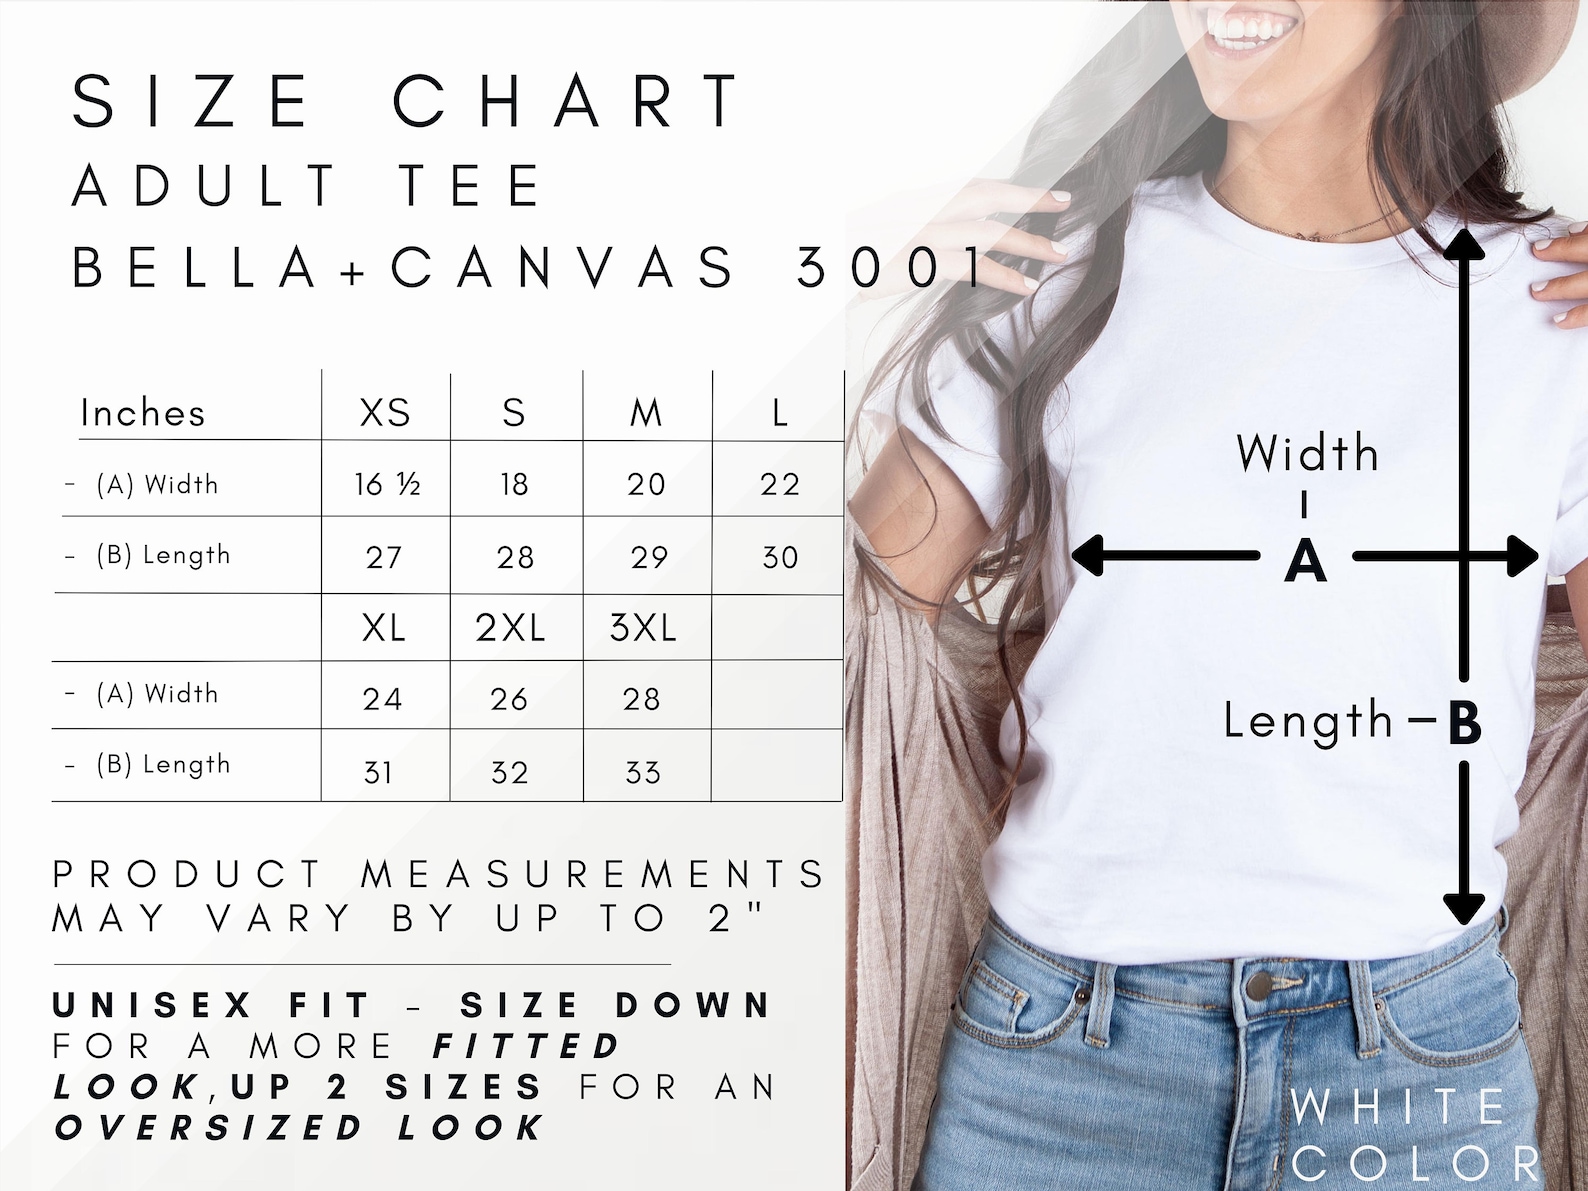 SIZE CHART
ADULT TEE
BELLA+CANVAS 3001
Inches XS S M L
- (A) Width 16 ½ 18 20 22
- (B) Length 27 28 29 30
XL 2XL 3XL
- (A) Width 24 26 28
- (B) Length 31 32 33
PRODUCT MEASUREMENTS
MAY VARY BY UP TO 2"
UNISEX FIT - SIZE DOWN
FOR A MORE FITTED
LOOK,UP 2 SIZES FOR AN
OVERSIZED LOOK
Width
A
Length - B
WHITE
COLOR